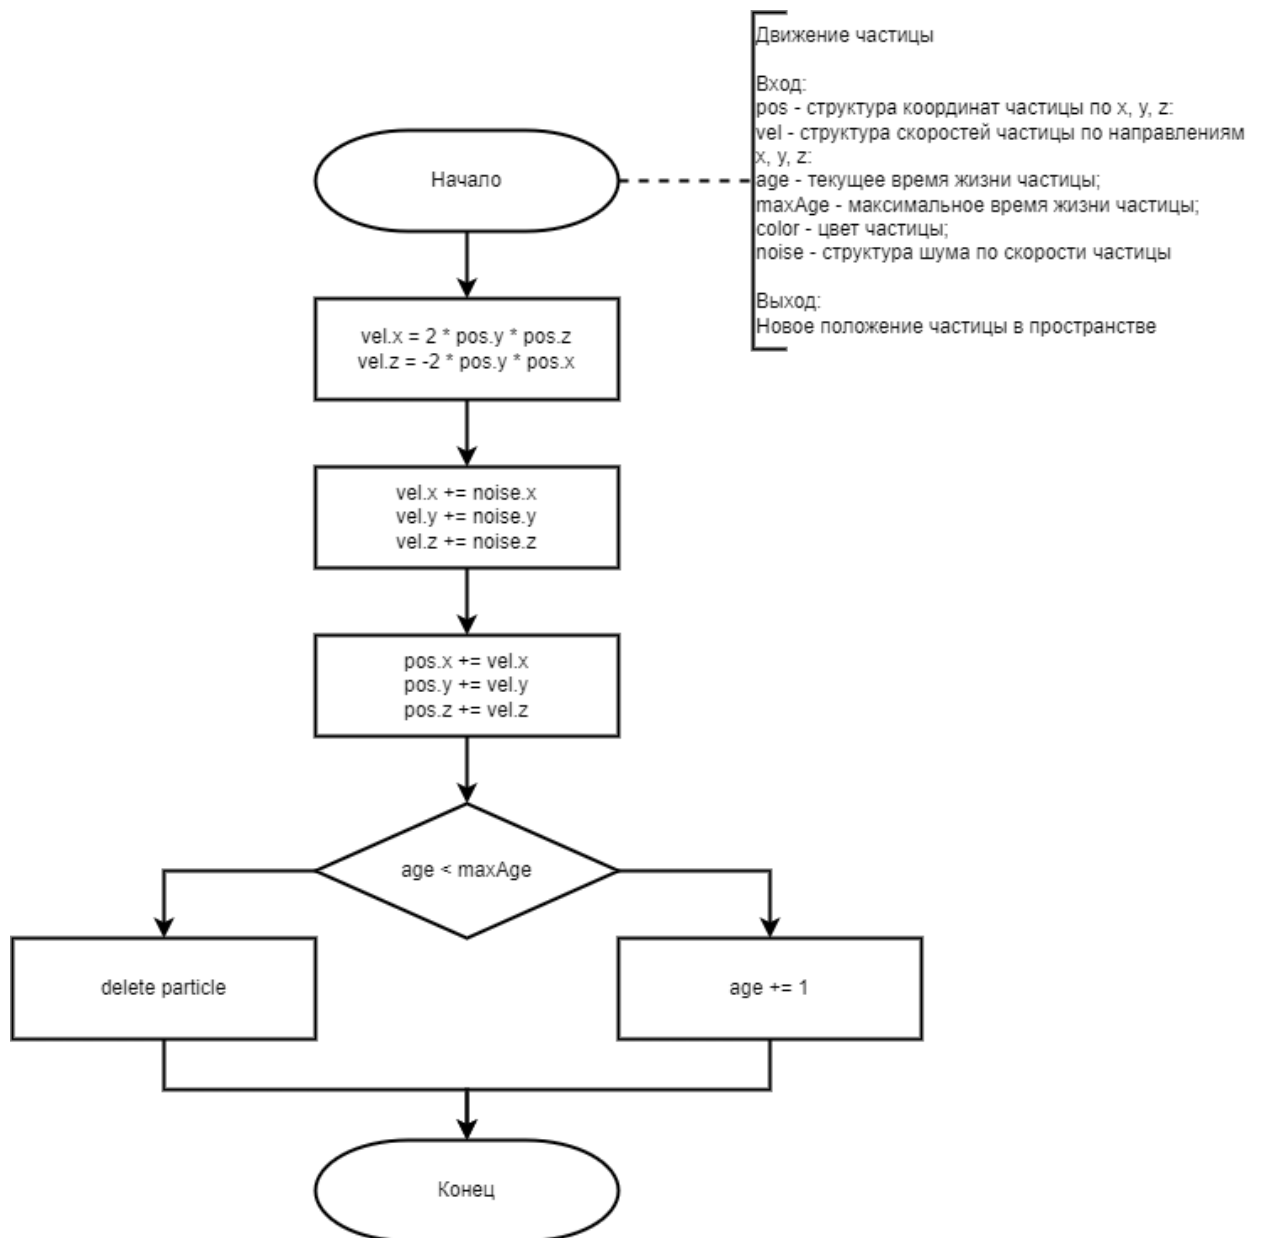 Движение частицы
Вход:
pos - структура координат частицы по x, y, z:
vel - структура скоростей частицы по направлениям
x, y, z:
age - текущее время жизни частицы;
maxAge - максимальное время жизни частицы;
color - цвет частицы;
noise - структура шума по скорости частицы
Выход:
Новое положение частицы в пространстве
Начало
vel.x = 2 * pos.y * pos.z
vel.z = -2 * pos.y * pos.x
vel.x += noise.x
vel.y += noise.y
vel.z += noise.z
pos.x += vel.x
pos.y += vel.y
pos.z += vel.z
age < maxAge
delete particle
age += 1
Конец